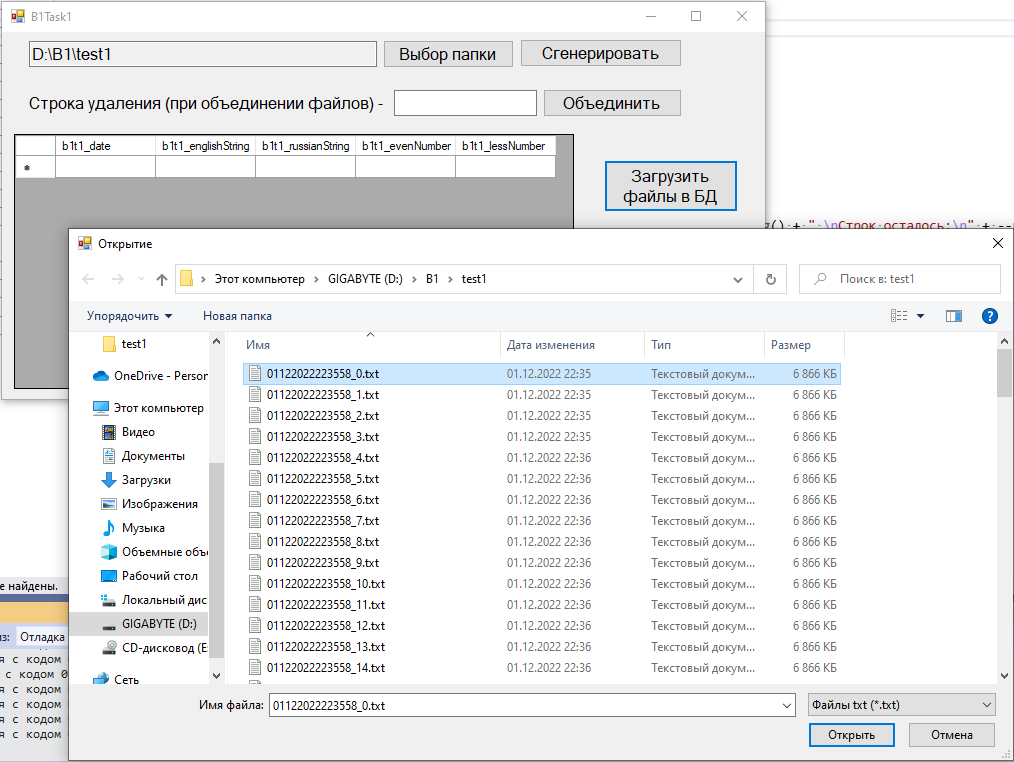 B1Task1
D:\B1\test1 Выбор папки Сгенерировать
Строка удаления (при объединении файлов) - Объединить
b1t1_date b1t1_englishString b1t1_russianString b1t1_evenNumber b1t1_lessNumber
Загрузить
файлы в БД
() + " \nСтрок осталось:\n" + --
Открытие
Этот компьютер GIGABYTE (D:) B1 test1 Поиск в: test1
Упорядочить Новая папка
test1
OneDrive - Person
Этот компьютер
Видео
Документы
Загрузки
Изображения
Музыка
Объемные объ
Рабочий стол
Локальный дис
GIGABYTE (D:)
CD-дисковод (E
Сеть
Имя Дата изменения Тип Размер
01122022223558_0.txt 01.12.2022 22:35 Текстовый докум... 6 866 КБ
01122022223558_1.txt 01.12.2022 22:35 Текстовый докум... 6 866 КБ
01122022223558_2.txt 01.12.2022 22:35 Текстовый докум... 6 866 КБ
01122022223558_3.txt 01.12.2022 22:35 Текстовый докум... 6 866 КБ
01122022223558_4.txt 01.12.2022 22:36 Текстовый докум... 6 866 КБ
01122022223558_5.txt 01.12.2022 22:36 Текстовый докум... 6 866 КБ
01122022223558_6.txt 01.12.2022 22:36 Текстовый докум... 6 866 КБ
01122022223558_7.txt 01.12.2022 22:36 Текстовый докум... 6 866 КБ
01122022223558_8.txt 01.12.2022 22:36 Текстовый докум... 6 866 КБ
01122022223558_9.txt 01.12.2022 22:36 Текстовый докум... 6 866 КБ
01122022223558_10.txt 01.12.2022 22:36 Текстовый докум... 6 866 КБ
01122022223558_11.txt 01.12.2022 22:36 Текстовый докум... 6 866 КБ
01122022223558_12.txt 01.12.2022 22:36 Текстовый докум... 6 866 КБ
01122022223558_13.txt 01.12.2022 22:36 Текстовый докум... 6 866 КБ
01122022223558_14.txt 01.12.2022 22:36 Текстовый докум... 6 866 КБ
Имя файла: 01122022223558_0.txt Файлы txt (*.txt)
Открыть Отмена
е найдены.
из: Отладка
я с кодом
с кодом 0
я с кодом
я с кодом
я с кодом
я с кодом